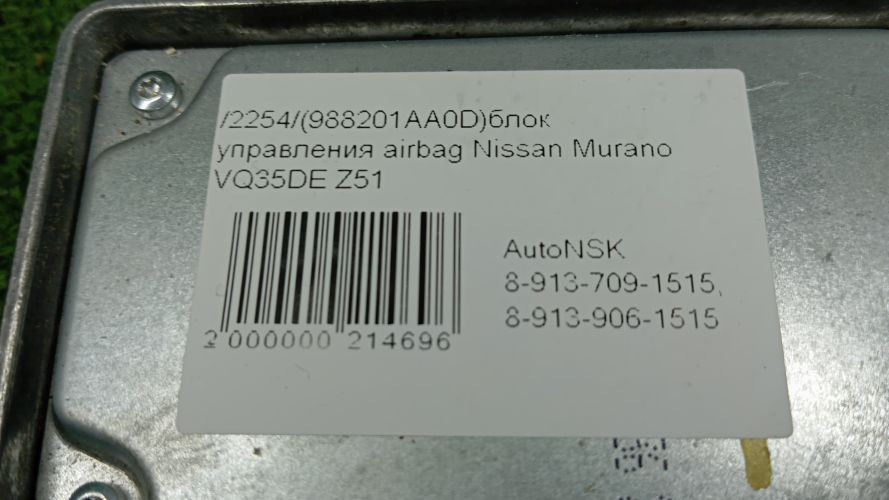 /2254/(988201AA0D)блок
управления airbag Nissan Murano
VQ35DE Z51
AutoNSK
8-913-709-1515,
8-913-906-1515
2 000000 214696